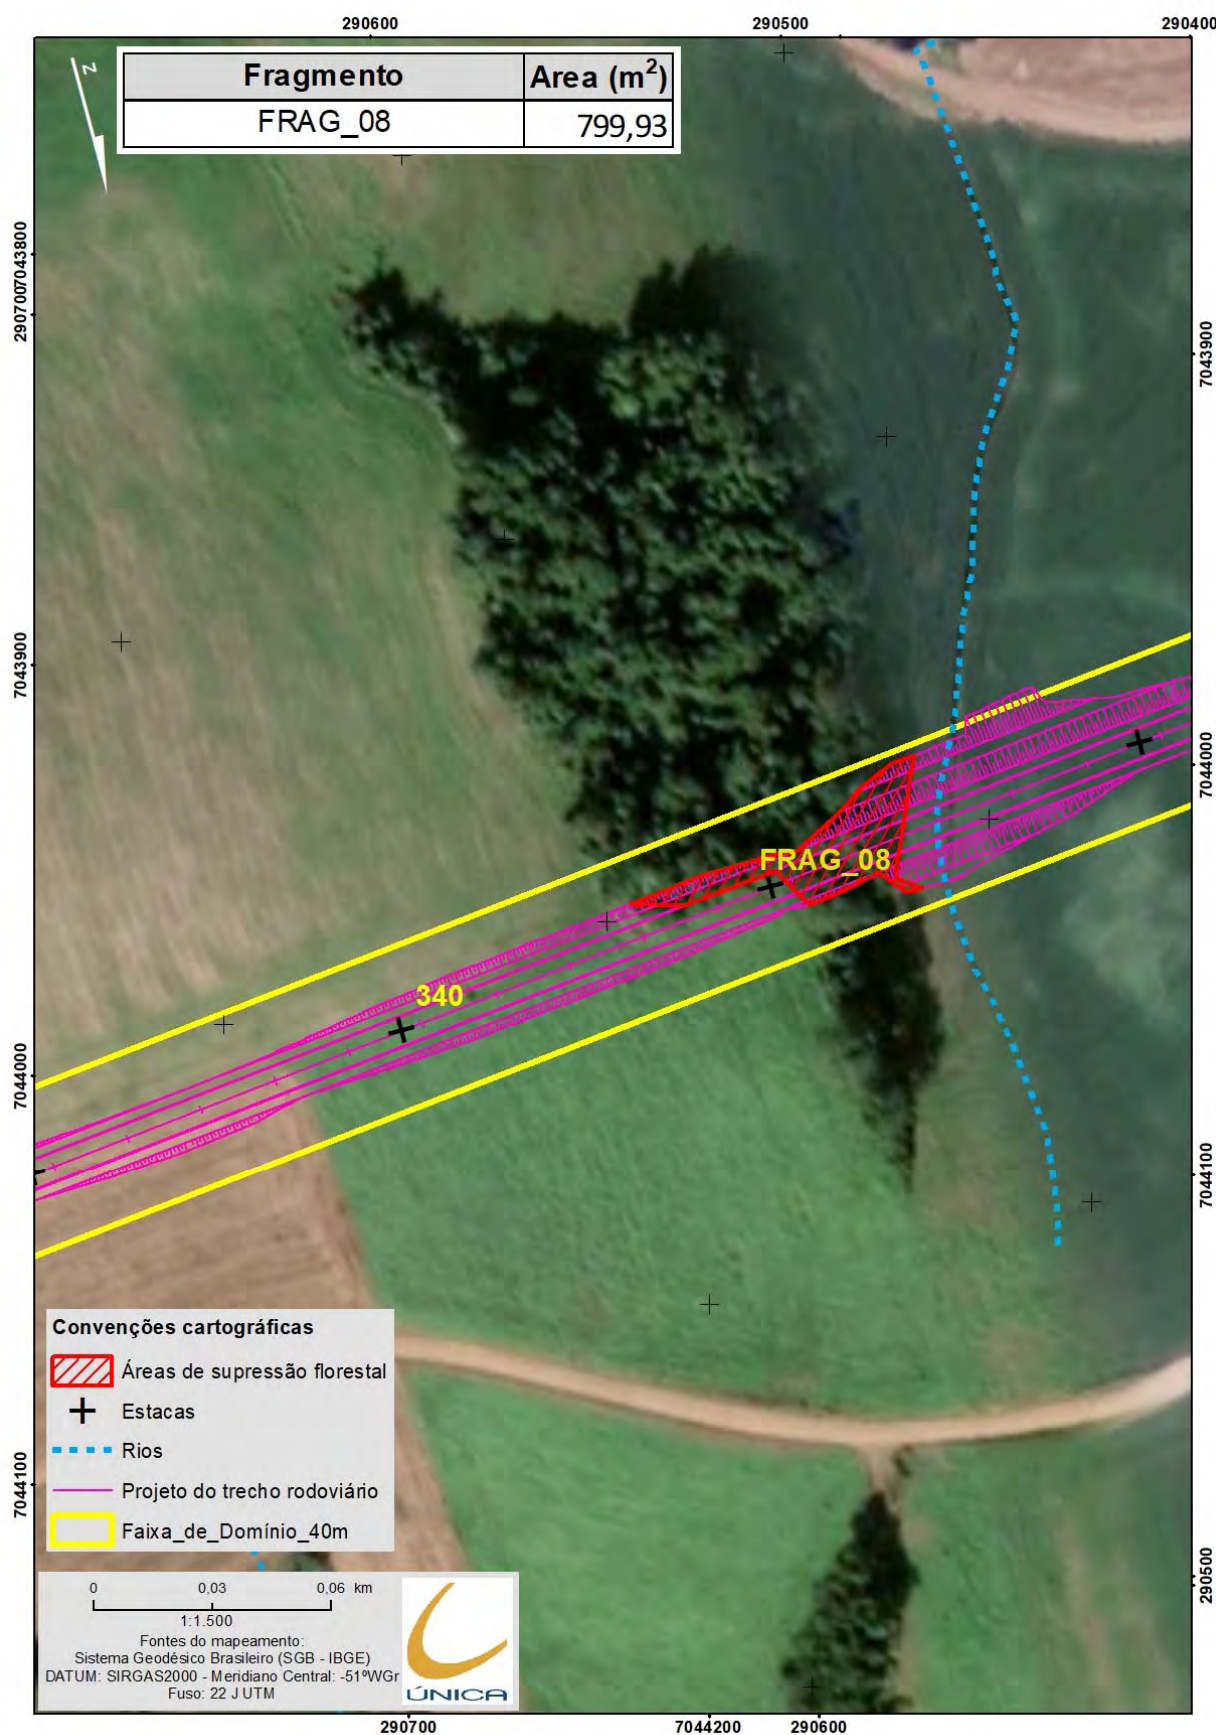 290600
290500
290400
Z
Fragmento Area (m²)
FRAG_08 799,93
7043800
290700
7043900
7043900
7044000
FRAG_08
340
7044000
7044100
Convenções cartográficas
Áreas de supressão florestal
Estacas
Rios
Projeto do trecho rodoviário
Faixa_de_Domínio_40m
7044100
290500
0 0,03 0,06 km
1:1.500
Fontes do mapeamento:
Sistema Geodésico Brasileiro (SGB - IBGE)
DATUM: SIRGAS2000 - Meridiano Central: -51ºWGr
Fuso: 22 J UTM
ÚNICA
290700
7044200
290600